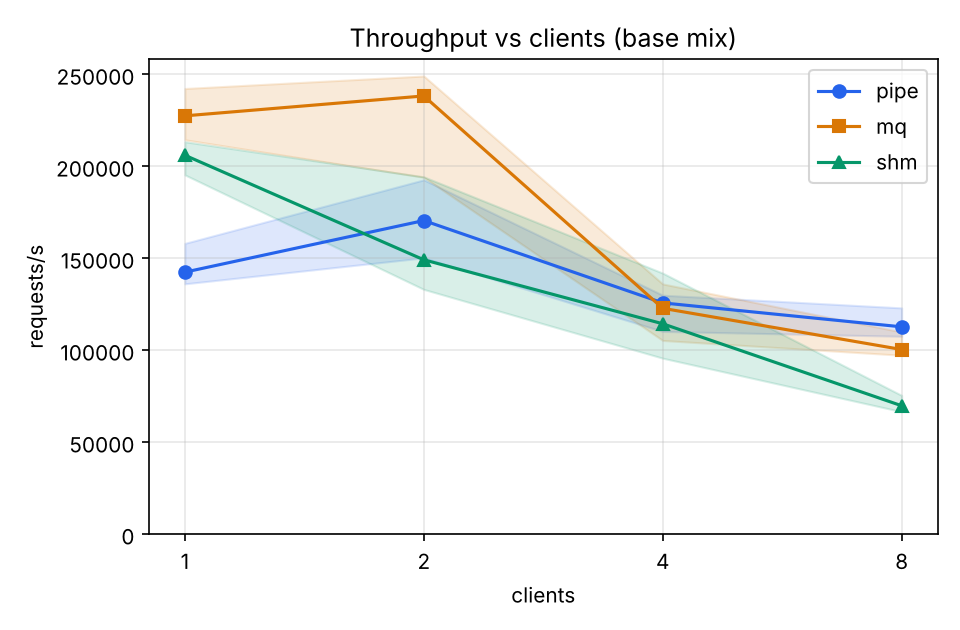 Throughput vs clients (base mix)
pipe
mq
shm
requests/s
250000
200000
150000
100000
50000
0
1 2 4 8
clients